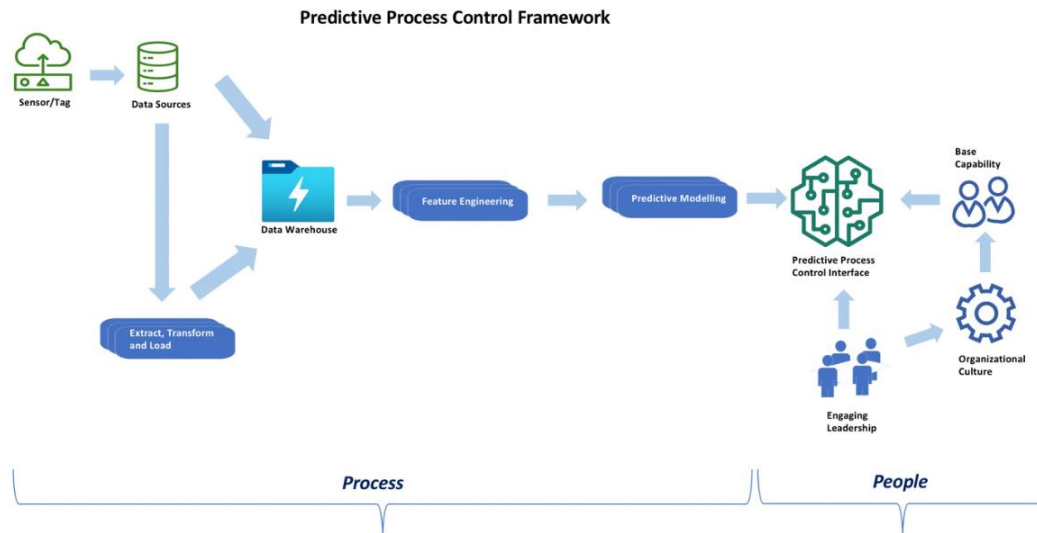 Predictive Process Control Framework
Sensor/Tag
Data Sources
Data Warehouse
Feature Engineering
Predictive Modelling
Extract, Transform
and Load
Predictive Process
Control Interface
Base
Capability
Organizational
Culture
Engaging
Leadership
Process
People